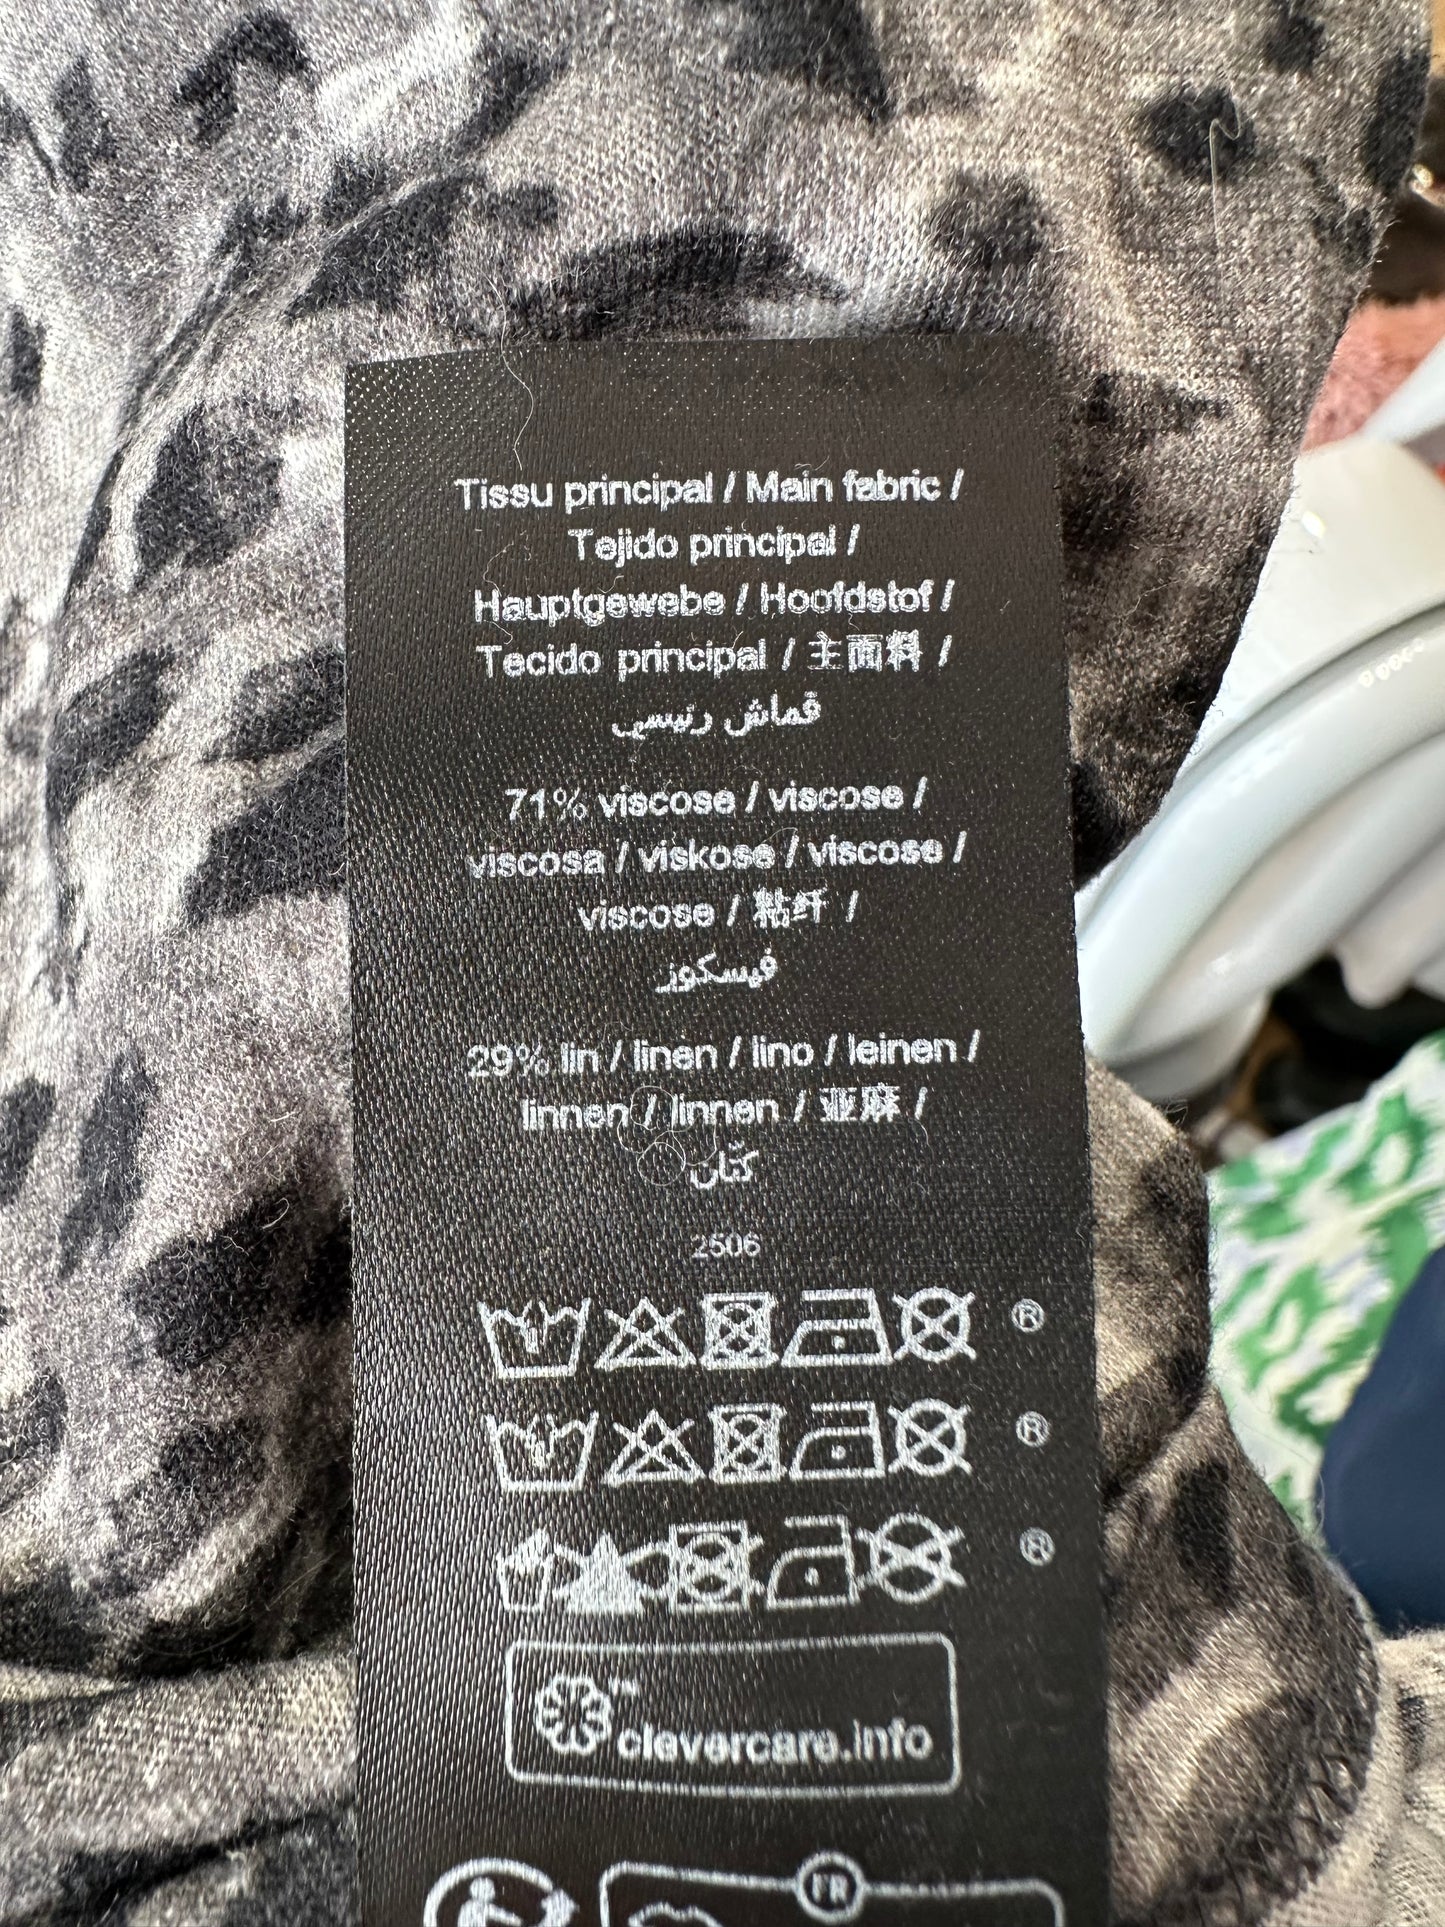 Tissu principal / Main fabric /
Tejido principal /
Hauptgewebe / Hoofdstof /
Tecido principal / 主面料 /
قماش رئيسي
71% viscose / viscose /
viscosa / viskose / viscose /
viscose / 粘纤 /
فيسكوز
29% lin / linen / lino / leinen /
linnen / linnen / 亚麻 /
كتان
2506
®
®
®
™
clevercare.info
FR